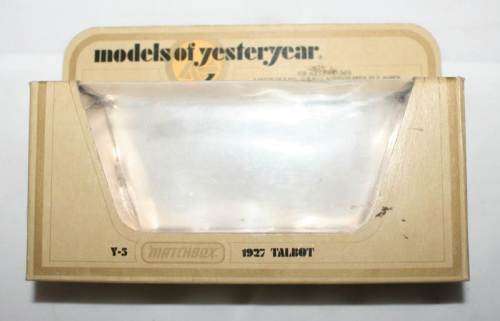 models of yesteryear.
Y-5 MATCHBOX 1927 TALBOT